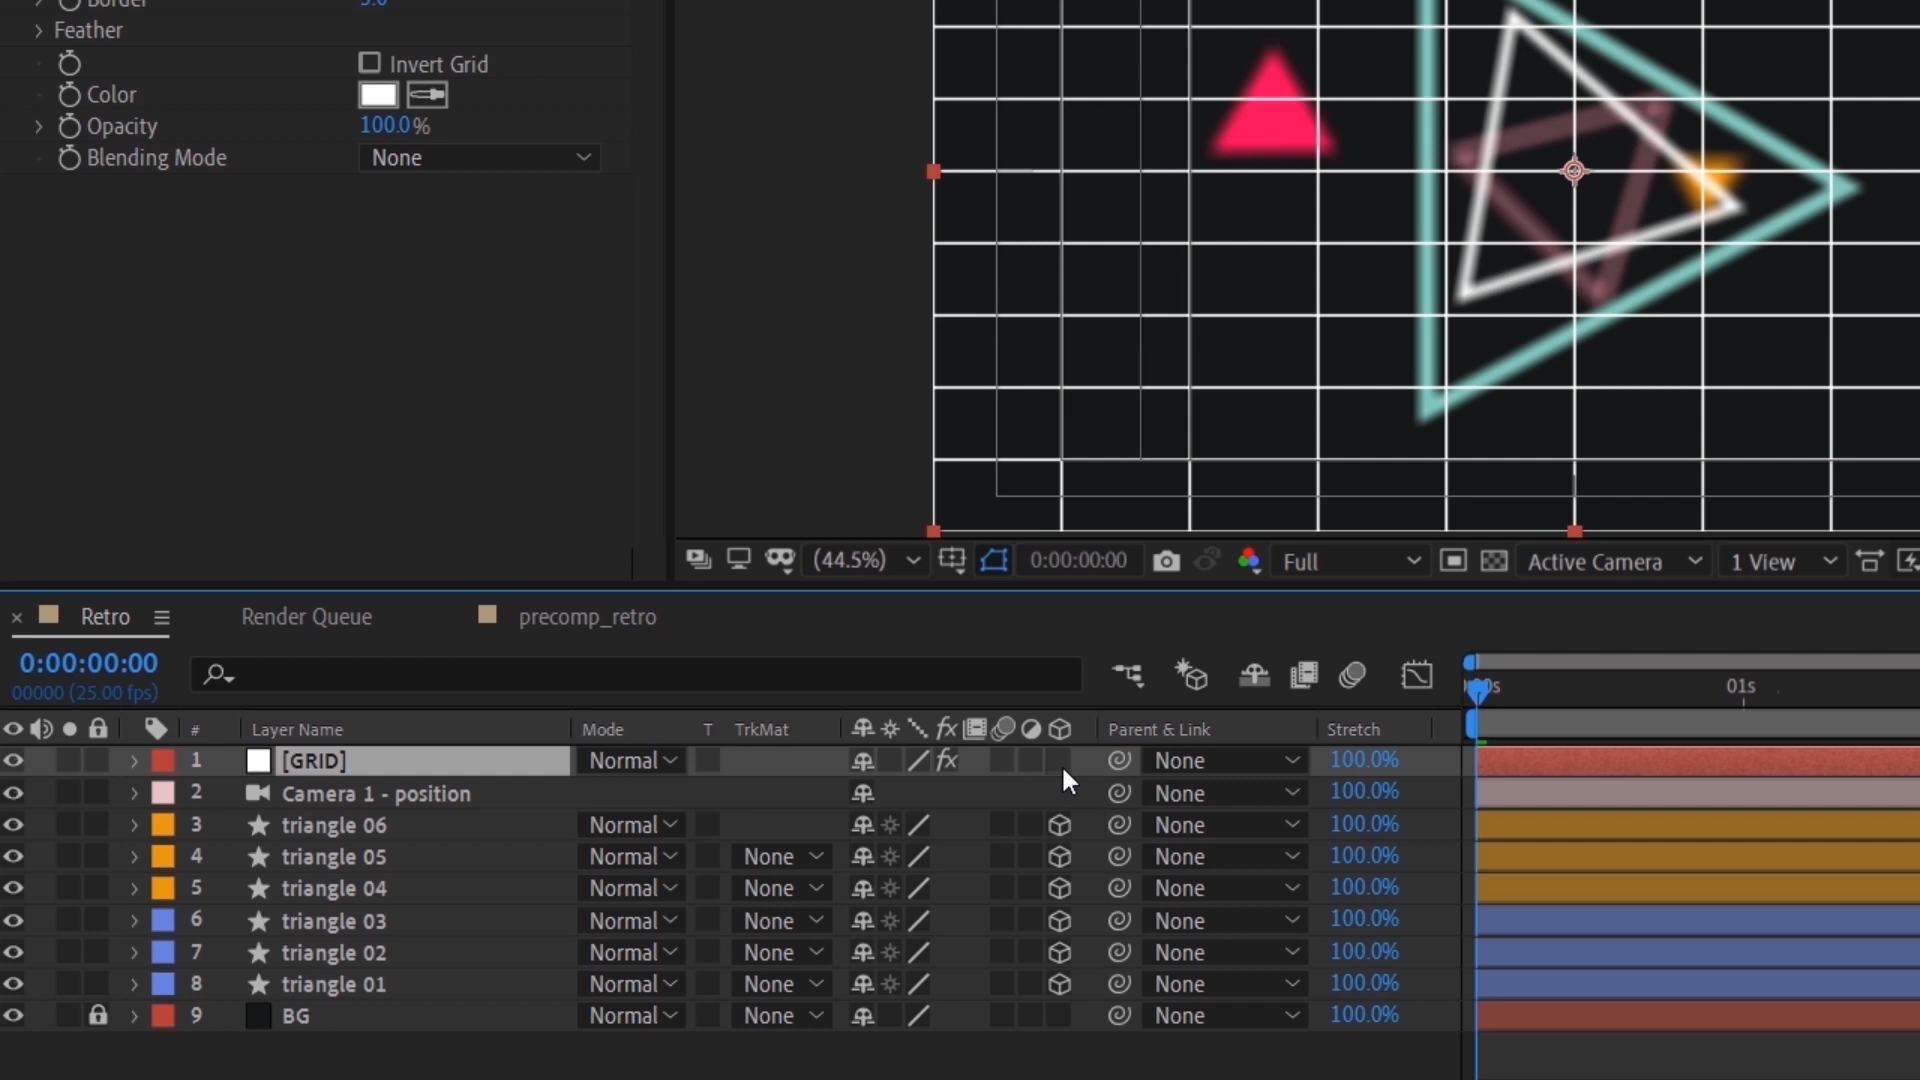 Border 5.0
Feather
Invert Grid
Color
Opacity 100.0%
Blending Mode None
(44.5%) 0:00:00:00 Full Active Camera 1 View
Retro Render Queue precomp_retro
0:00:00:00
00000 (25.00 fps)
01s
# Layer Name Mode T TrkMat fx Parent & Link Stretch
1 [GRID] Normal fx None 100.0%
2 Camera 1 - position None 100.0%
3 triangle 06 Normal None 100.0%
4 triangle 05 Normal None None 100.0%
5 triangle 04 Normal None None 100.0%
6 triangle 03 Normal None None 100.0%
7 triangle 02 Normal None None 100.0%
8 triangle 01 Normal None None 100.0%
9 BG Normal None None 100.0%